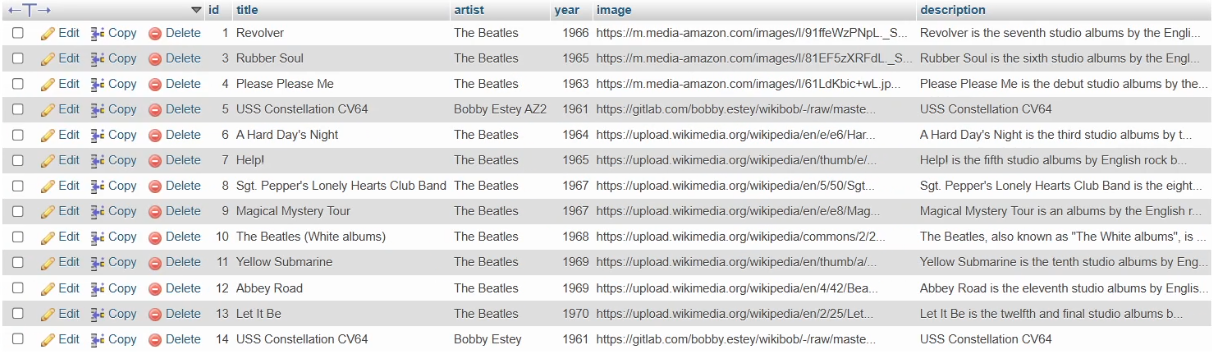 id title artist year image description
Edit Copy Delete 1 Revolver The Beatles 1966 https://m.media-amazon.com/images/I/91ffeWzPNpL._S... Revolver is the seventh studio albums by the Engli...
Edit Copy Delete 3 Rubber Soul The Beatles 1965 https://m.media-amazon.com/images/I/81EF5zXRFdL._S... Rubber Soul is the sixth studio albums by the Engl...
Edit Copy Delete 4 Please Please Me The Beatles 1963 https://m.media-amazon.com/images/I/61LdKbic+wL.jp... Please Please Me is the debut studio albums by the...
Edit Copy Delete 5 USS Constellation CV64 Bobby Estey AZ2 1961 https://gitlab.com/bobby.estey/wikibob/-/raw/maste... USS Constellation CV64
Edit Copy Delete 6 A Hard Day's Night The Beatles 1964 https://upload.wikimedia.org/wikipedia/en/e/e6/Har... A Hard Day's Night is the third studio albums by t...
Edit Copy Delete 7 Help! The Beatles 1965 https://upload.wikimedia.org/wikipedia/en/thumb/e/... Help! is the fifth studio albums by English rock b...
Edit Copy Delete 8 Sgt. Pepper's Lonely Hearts Club Band The Beatles 1967 https://upload.wikimedia.org/wikipedia/en/5/50/Sgt... Sgt. Pepper's Lonely Hearts Club Band is the eight...
Edit Copy Delete 9 Magical Mystery Tour The Beatles 1967 https://upload.wikimedia.org/wikipedia/en/e/e8/Mag... Magical Mystery Tour is an albums by the English r...
Edit Copy Delete 10 The Beatles (White albums) The Beatles 1968 https://upload.wikimedia.org/wikipedia/commons/2/2... The Beatles, also known as "The White albums", is ...
Edit Copy Delete 11 Yellow Submarine The Beatles 1969 https://upload.wikimedia.org/wikipedia/en/thumb/a/... Yellow Submarine is the tenth studio albums by Eng...
Edit Copy Delete 12 Abbey Road The Beatles 1969 https://upload.wikimedia.org/wikipedia/en/4/42/Bea... Abbey Road is the eleventh studio albums by Englis...
Edit Copy Delete 13 Let It Be The Beatles 1970 https://upload.wikimedia.org/wikipedia/en/2/25/Let... Let It Be is the twelfth and final studio albums b...
Edit Copy Delete 14 USS Constellation CV64 Bobby Estey 1961 https://gitlab.com/bobby.estey/wikibob/-/raw/maste... USS Constellation CV64